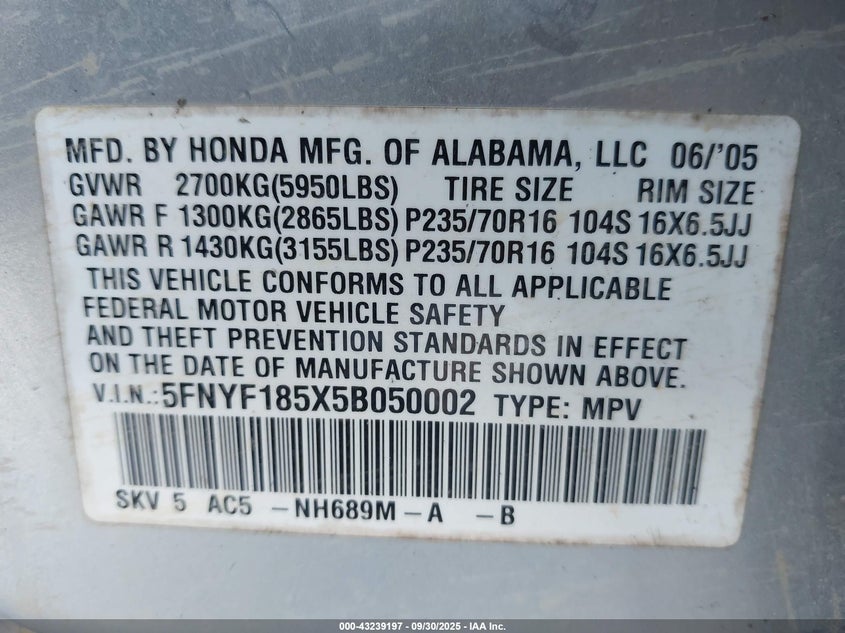 MFD. BY HONDA MFG. OF ALABAMA, LLC 06/'05
GVWR 2700KG(5950LBS) TIRE SIZE RIM SIZE
GAWR F 1300KG(2865LBS) P235/70R16 104S 16X6.5JJ
GAWR R 1430KG(3155LBS) P235/70R16 104S 16X6.5JJ
THIS VEHICLE CONFORMS TO ALL APPLICABLE
FEDERAL MOTOR VEHICLE SAFETY
AND THEFT PREVENTION STANDARDS IN EFFECT
ON THE DATE OF MANUFACTURE SHOWN ABOVE.
V.I.N.:5FNYF185X5B050002 TYPE: MPV
SKV 5 AC5 -NH689M-A -B
000-43239197 - 09/30/2025 - IAA Inc.